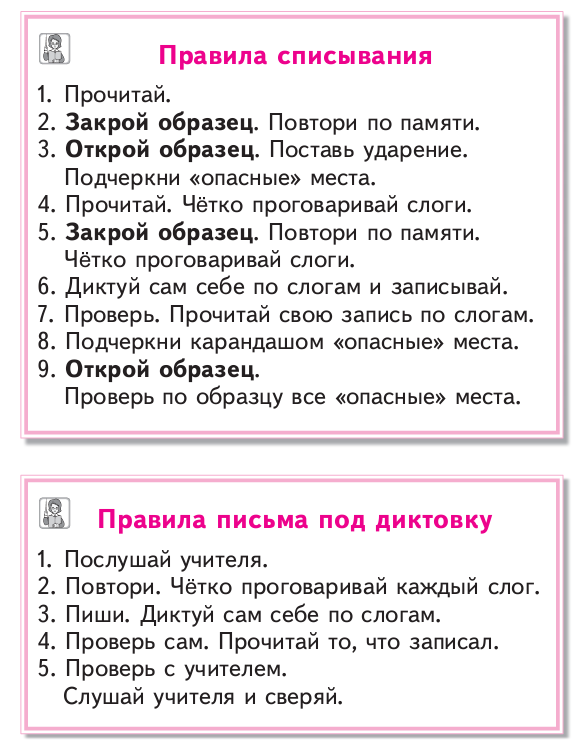 Правила списывания
1. Прочитай.
2. Закрой образец. Повтори по памяти.
3. Открой образец. Поставь ударение.
Подчеркни «опасные» места.
4. Прочитай. Чётко проговаривай слоги.
5. Закрой образец. Повтори по памяти.
Чётко проговаривай слоги.
6. Диктуй сам себе по слогам и записывай.
7. Проверь. Прочитай свою запись по слогам.
8. Подчеркни карандашом «опасные» места.
9. Открой образец.
Проверь по образцу все «опасные» места.
Правила письма под диктовку
1. Послушай учителя.
2. Повтори. Чётко проговаривай каждый слог.
3. Пиши. Диктуй сам себе по слогам.
4. Проверь сам. Прочитай то, что записал.
5. Проверь с учителем.
Слушай учителя и сверяй.